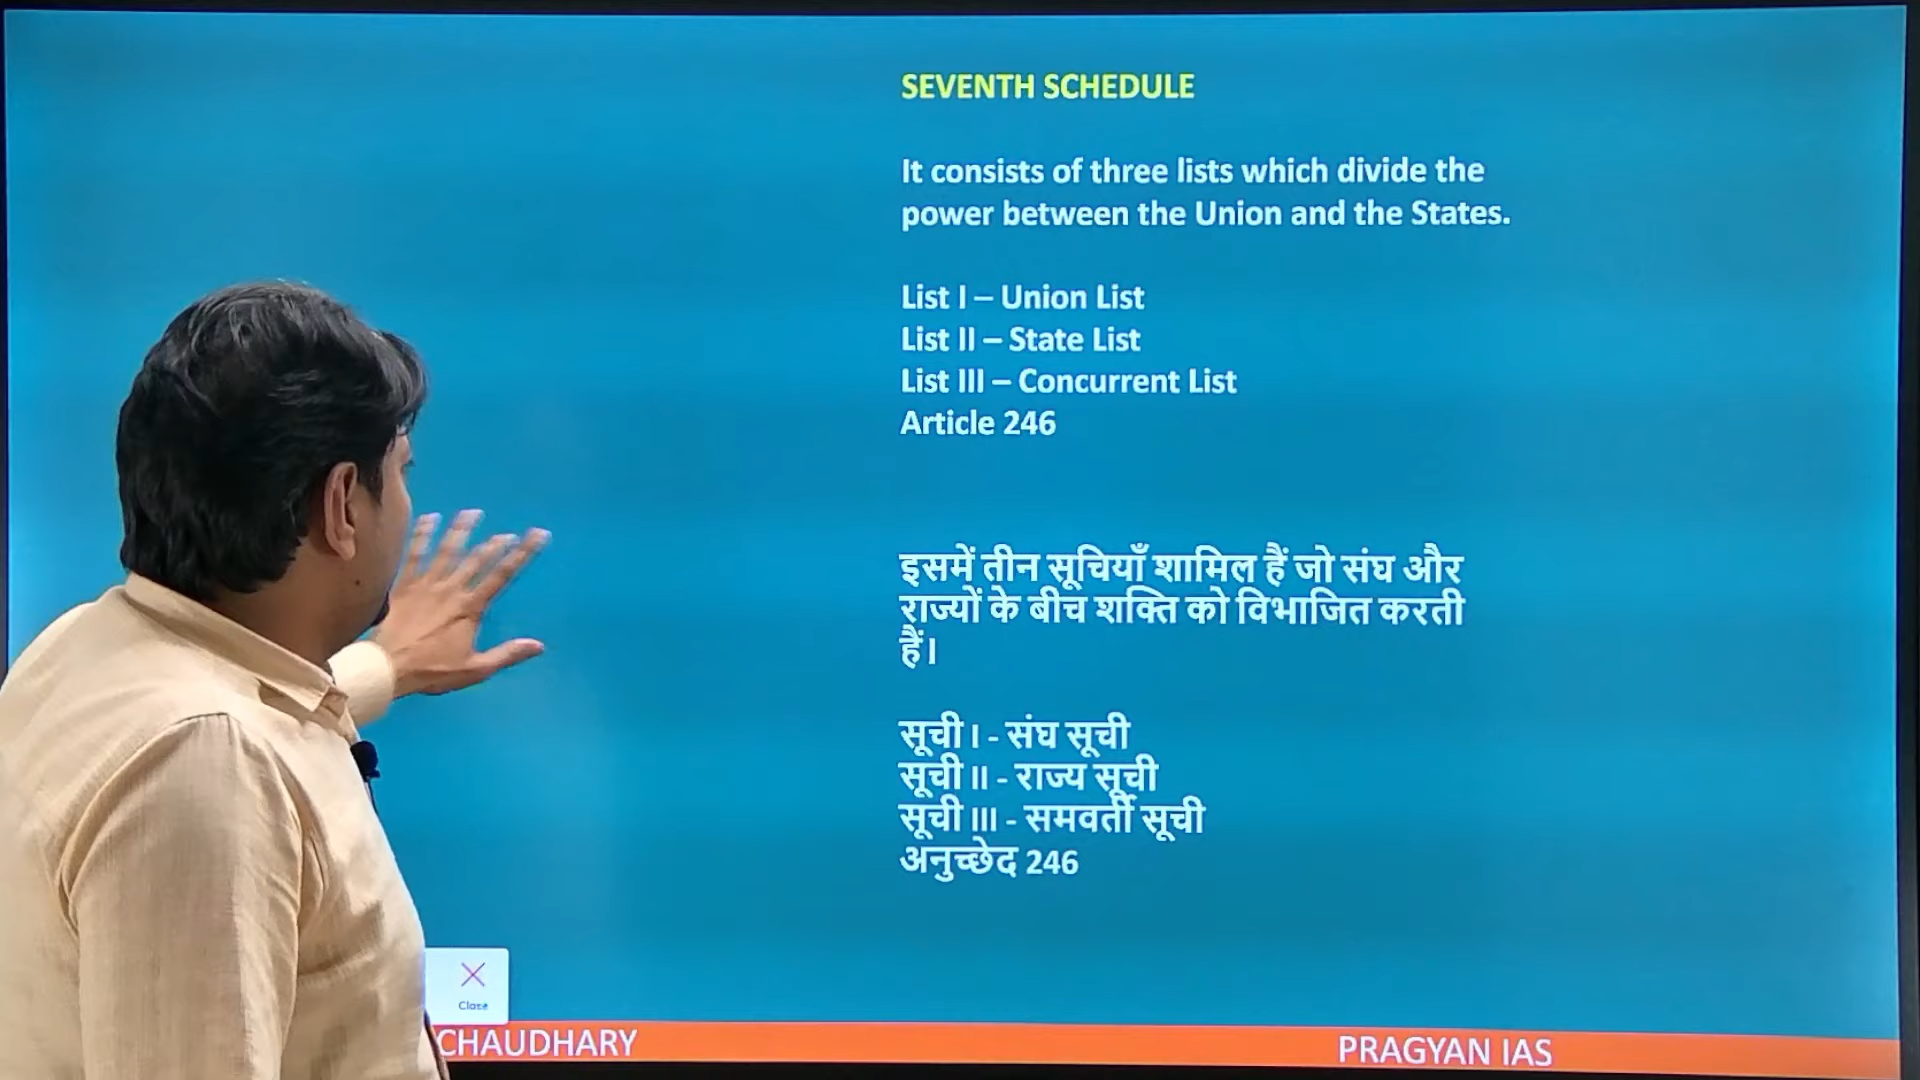 SEVENTH SCHEDULE
It consists of three lists which divide the
power between the Union and the States.
List I – Union List
List II – State List
List III – Concurrent List
Article 246
इसमें तीन सूचियाँ शामिल हैं जो संघ और
राज्यों के बीच शक्ति को विभाजित करती
हैं।
सूची I - संघ सूची
सूची II - राज्य सूची
सूची III - समवर्ती सूची
अनुच्छेद 246
Close
CHAUDHARY
PRAGYAN IAS